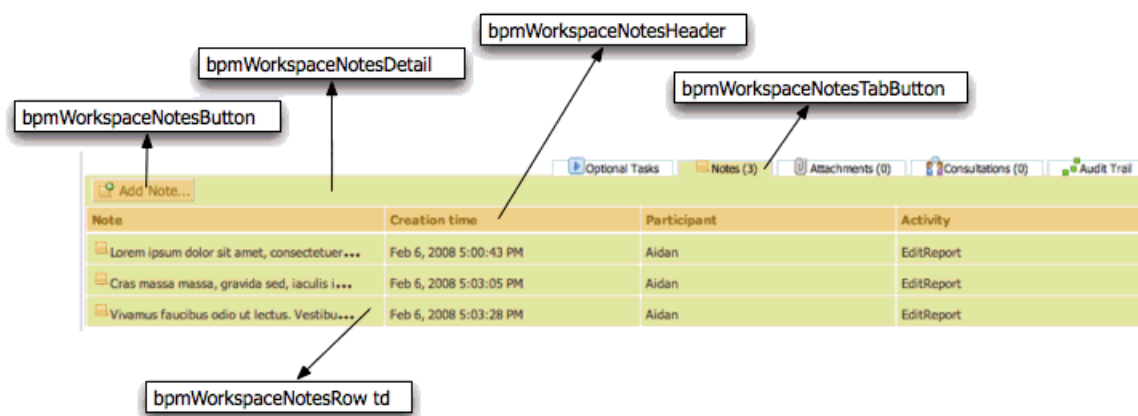 bpmWorkspaceNotesHeader
bpmWorkspaceNotesDetail
bpmWorkspaceNotesTabButton
bpmWorkspaceNotesButton
Optional Tasks Notes (3) Attachments (0) Consultations (0) Audit Trail
Add Note...
Note Creation time Participant Activity
Lorem ipsum dolor sit amet, consectetuer... Feb 6, 2008 5:00:43 PM Aidan EditReport
Cras massa massa, gravida sed, iaculis i... Feb 6, 2008 5:03:05 PM Aidan EditReport
Vivamus faucibus odio ut lectus. Vestibu... Feb 6, 2008 5:03:28 PM Aidan EditReport
bpmWorkspaceNotesRow td